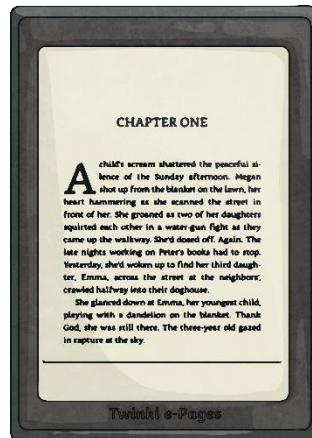 CHAPTER ONE
A child's scream shattered the peaceful si-
lence of the Sunday afternoon. Megan
shot up from the blanket on the lawn, her
heart hammering as she scanned the street in
front of her. She groaned as two of her daughters
squirted each other in a water-gun fight as they
came up the walkway. She'd dozed off. Again. The
late nights working on Peter's books had to stop.
Yesterday, she'd woken up to find her third daugh-
ter, Emma, across the street at the neighbors',
crawled halfway into their doghouse.
She glanced down at Emma, her youngest child,
playing with a dandelion on the blanket. Thank
God, she was still there. The three-year old gazed
in rapture at the sky.
Twinkl e-Pages